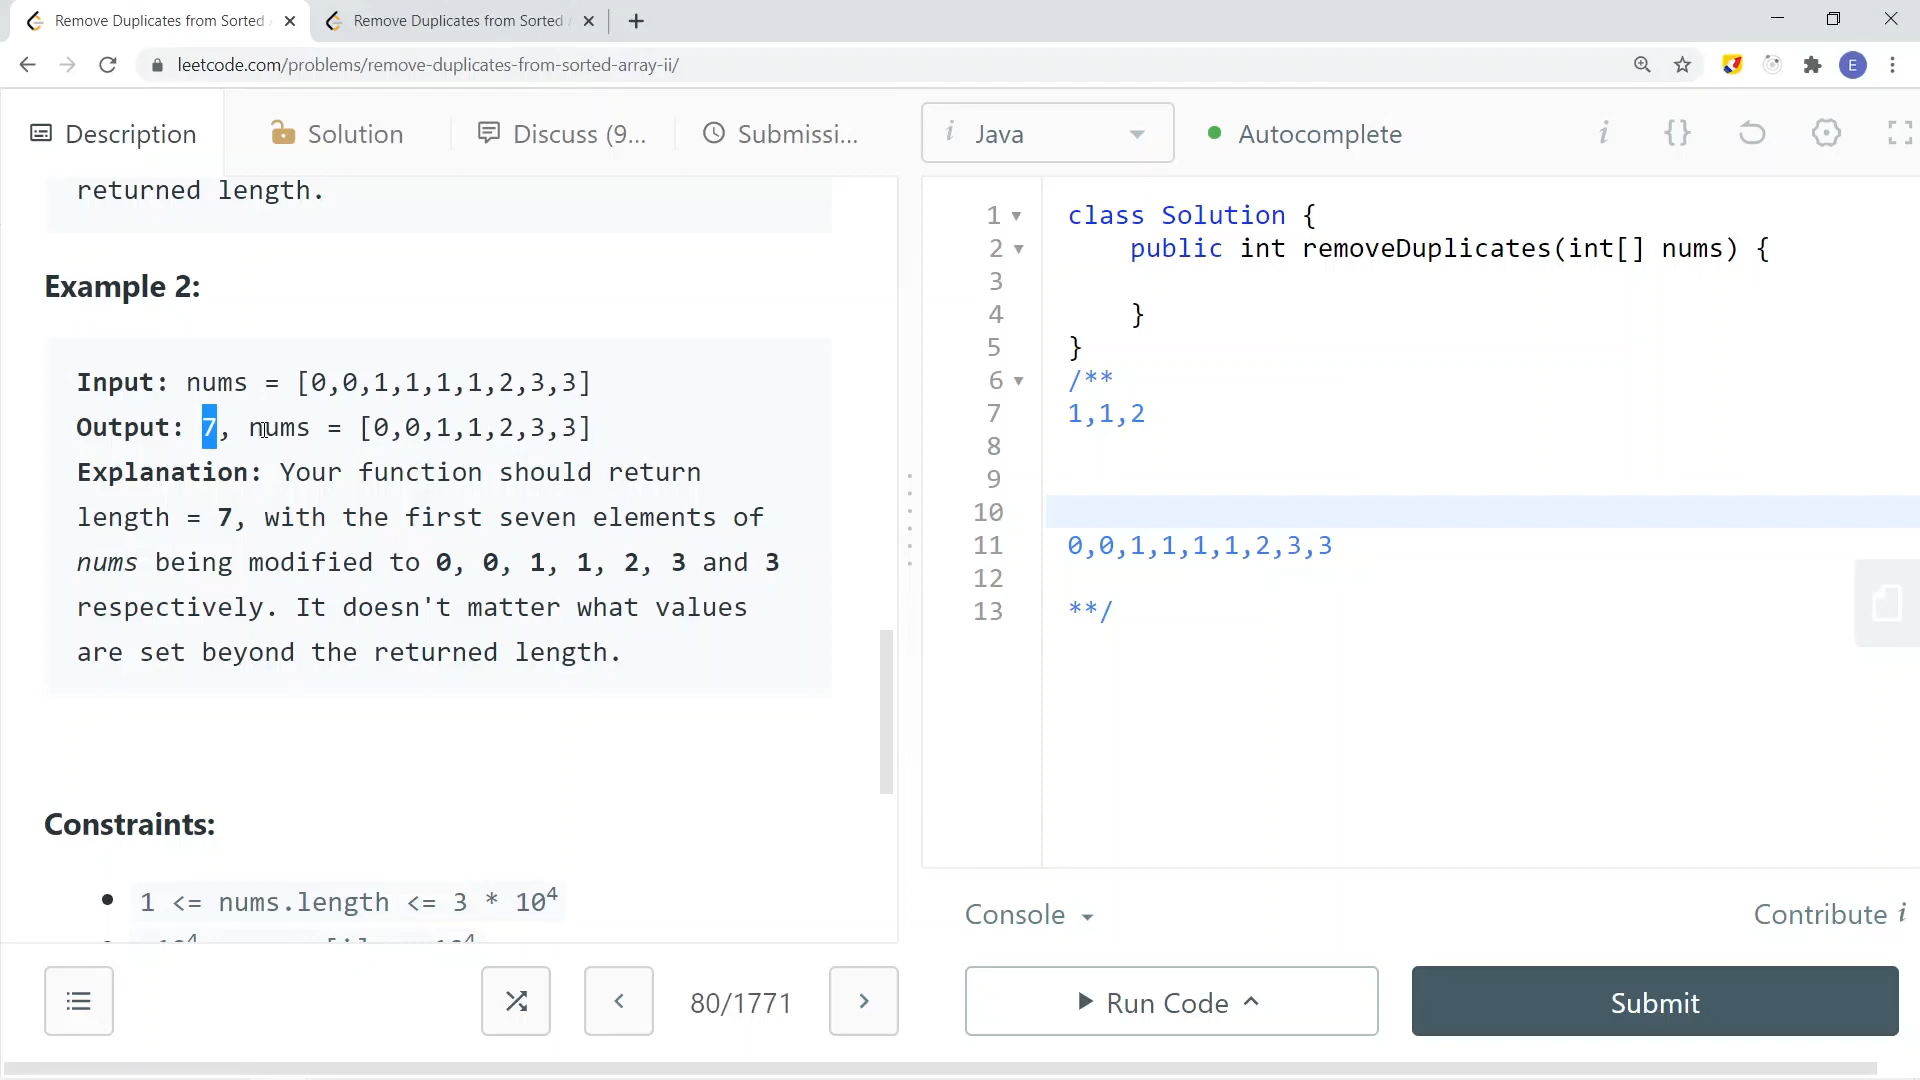 Remove Duplicates from Sorted
Remove Duplicates from Sorted
leetcode.com/problems/remove-duplicates-from-sorted-array-ii/
E
Description
Solution
Discuss (9...
Submissi...
i Java
Autocomplete
i {}
returned length.
Example 2:
Input: nums = [0,0,1,1,1,1,2,3,3]
Output: 7, nums = [0,0,1,1,2,3,3]
Explanation: Your function should return
length = 7, with the first seven elements of
nums being modified to 0, 0, 1, 1, 2, 3 and 3
respectively. It doesn't matter what values
are set beyond the returned length.
Constraints:
1 <= nums.length <= 3 * 10⁴
80/1771
1 class Solution {
2 public int removeDuplicates(int[] nums) {
3
4 }
5 }
6 /**
7 1,1,2
8
9
10
11 0,0,1,1,1,1,2,3,3
12
13 **/
Console
Contribute i
Run Code
Submit